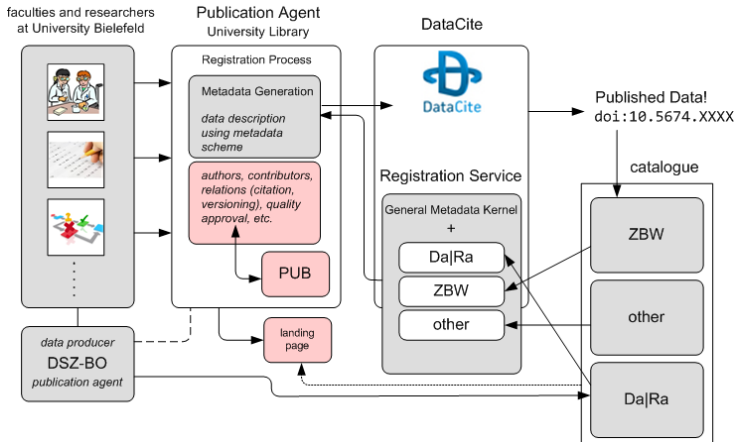 faculties and researchers
at University Bielefeld
data producer
DSZ-BO
publication agent
Publication Agent
University Library
Registration Process
Metadata Generation
data description
using metadata
scheme
authors, contributors,
relations (citation,
versioning), quality
approval, etc.
PUB
landing
page
DataCite
DataCite
Registration Service
General Metadata Kernel
+
Da|Ra
ZBW
other
Published Data!
doi:10.5674.XXXX
catalogue
ZBW
other
Da|Ra